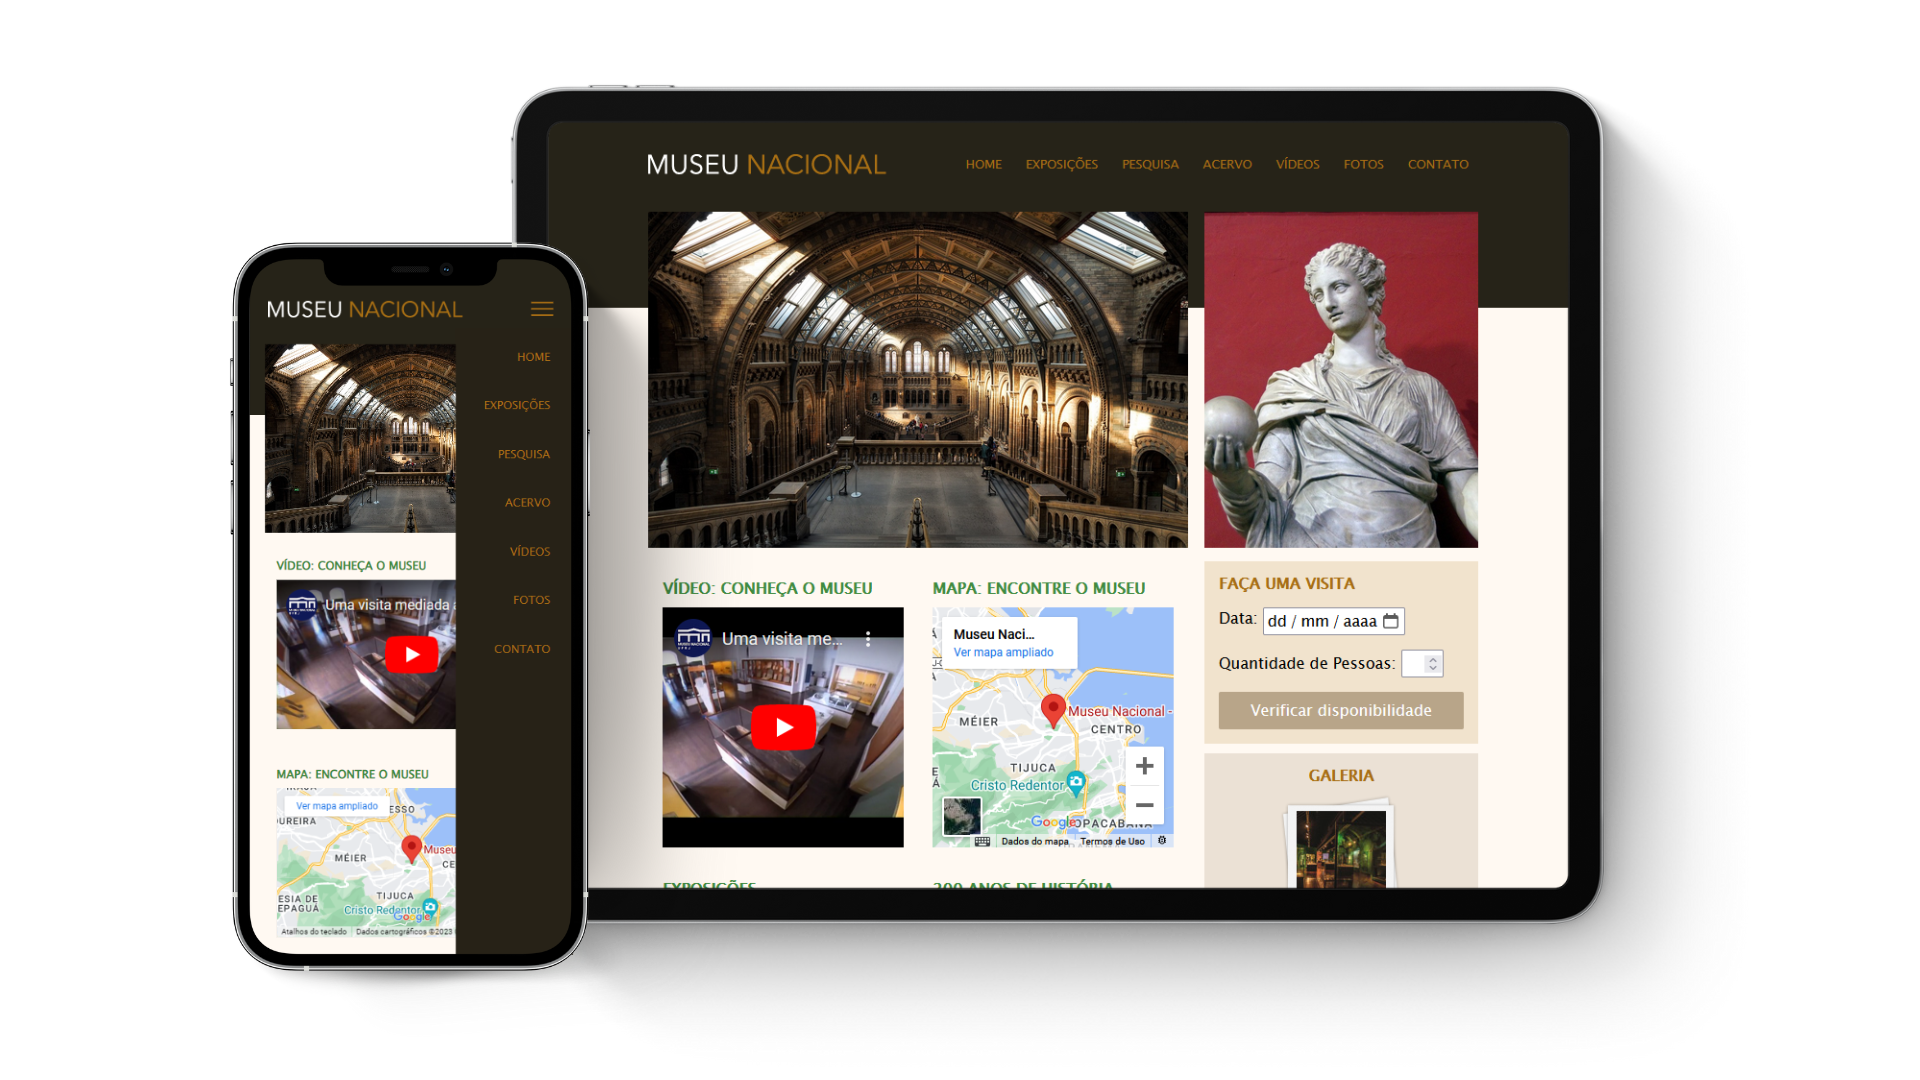 MUSEU NACIONAL
HOME EXPOSIÇÕES PESQUISA ACERVO VÍDEOS FOTOS CONTATO
VÍDEO: CONHEÇA O MUSEU
Uma visita me...
MAPA: ENCONTRE O MUSEU
Museu Naci...
Ver mapa ampliado
MÉIER
Museu Nacional -
CENTRO
TIJUCA
Cristo Redentor
Google
OPACABANA
Dados do mapa Termos de Uso
FAÇA UMA VISITA
Data: dd / mm / aaaa
Quantidade de Pessoas:
Verificar disponibilidade
GALERIA
EXPOSIÇÕES
200 ANOS DE HISTÓRIA
MUSEU NACIONAL
HOME
EXPOSIÇÕES
PESQUISA
ACERVO
VÍDEOS
FOTOS
CONTATO
VÍDEO: CONHEÇA O MUSEU
Uma visita mediada a
MAPA: ENCONTRE O MUSEU
Ver mapa ampliado
ESSO
UREIRA
MÉIER
Museu
CE
TIJUCA
ESIA DE
EPAGUÁ
Cristo Redentor
Google
Atalhos do teclado Dados cartográficos ©2023